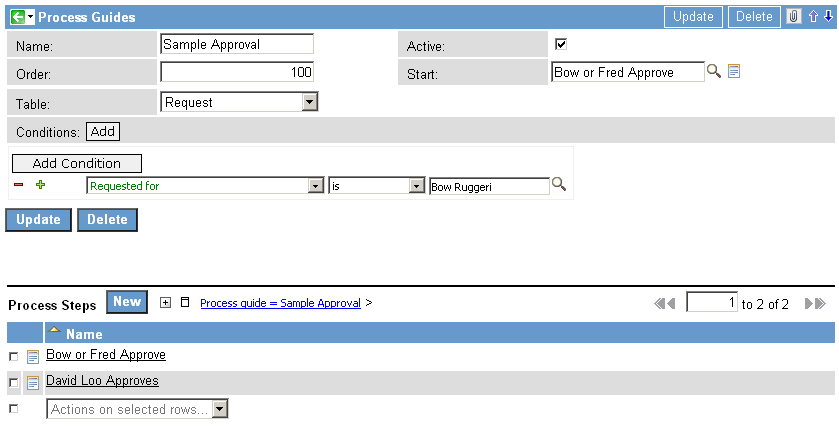 Process Guides Update Delete
Name: Sample Approval Active:
Order: 100 Start: Bow or Fred Approve
Table: Request
Conditions: Add
Add Condition
Requested for is Bow Ruggeri
Update Delete
Process Steps New Process guide = Sample Approval > 1 to 2 of 2
Name
Bow or Fred Approve
David Loo Approves
Actions on selected rows...